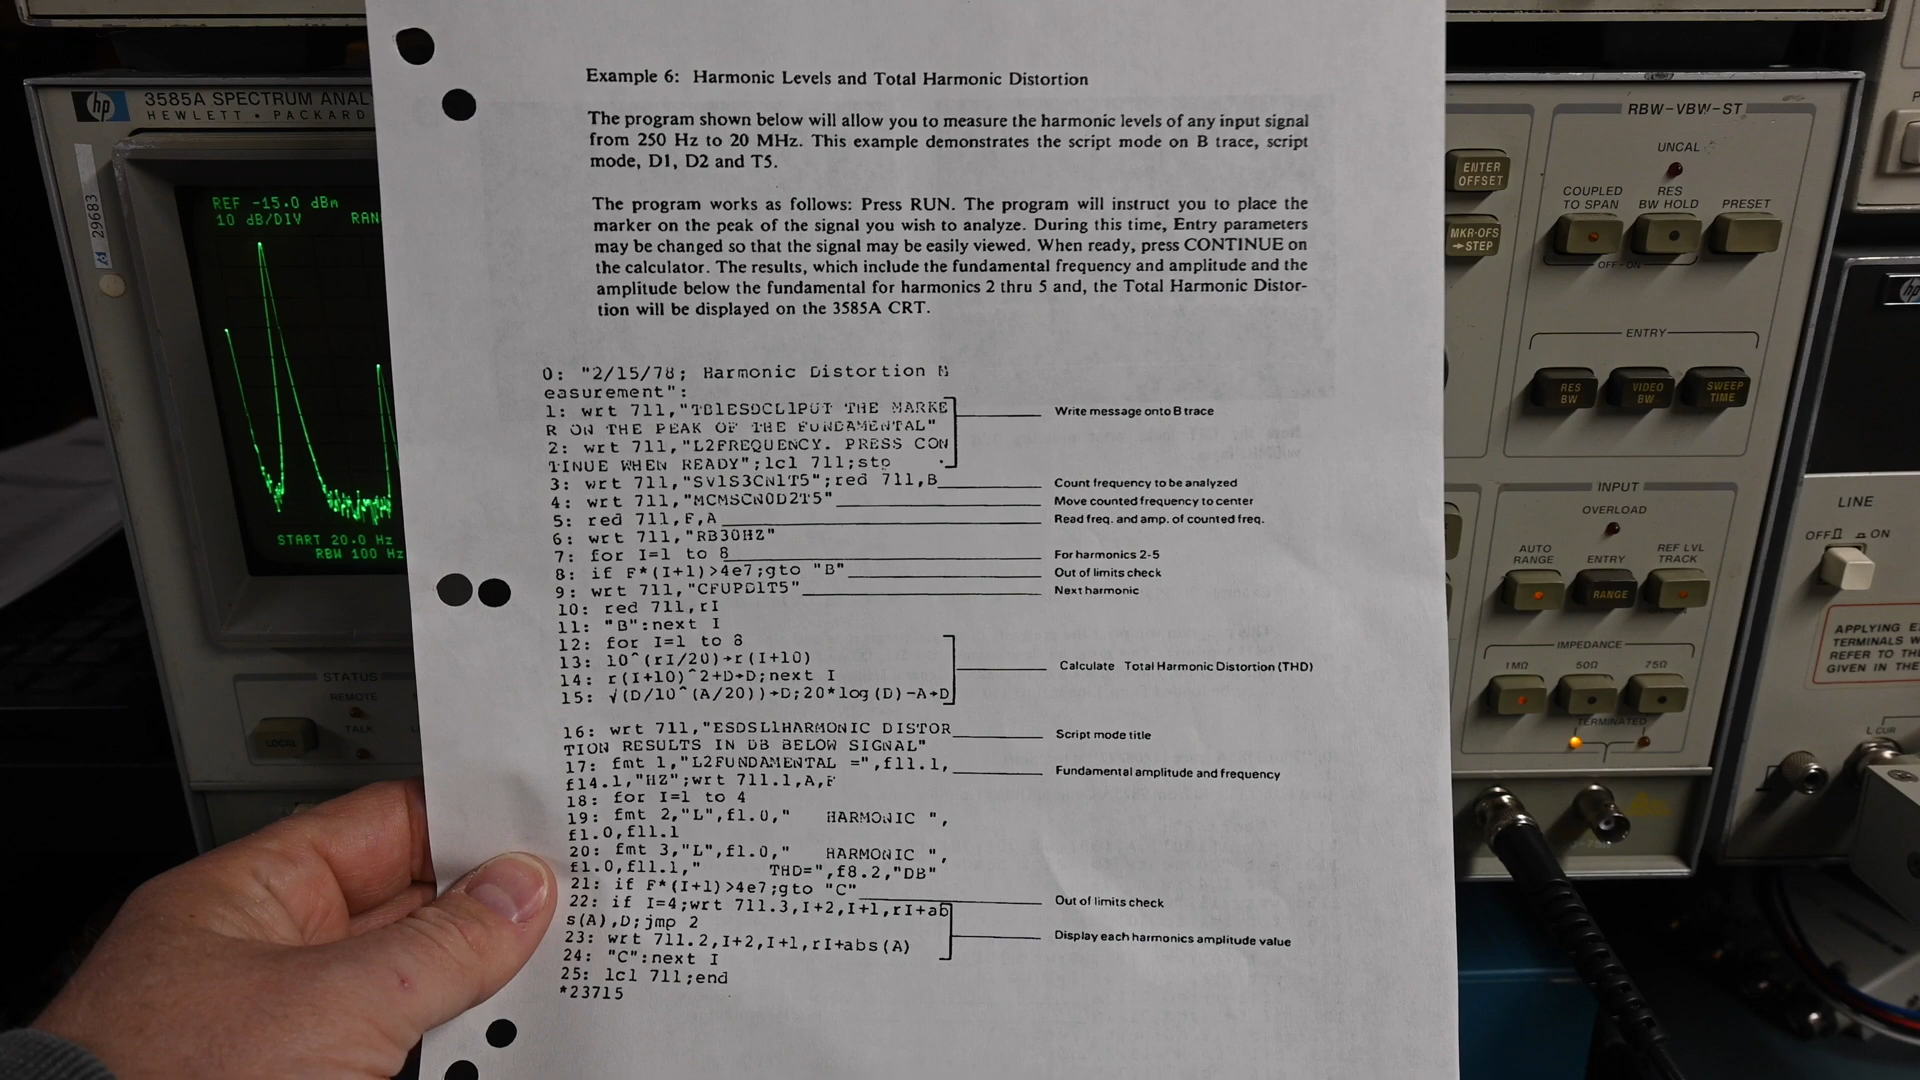 Example 6: Harmonic Levels and Total Harmonic Distortion
The program shown below will allow you to measure the harmonic levels of any input signal
from 250 Hz to 20 MHz. This example demonstrates the script mode on B trace, script
mode, D1, D2 and T5.
The program works as follows: Press RUN. The program will instruct you to place the
marker on the peak of the signal you wish to analyze. During this time, Entry parameters
may be changed so that the signal may be easily viewed. When ready, press CONTINUE on
the calculator. The results, which include the fundamental frequency and amplitude and the
amplitude below the fundamental for harmonics 2 thru 5 and, the Total Harmonic Distor-
tion will be displayed on the 3585A CRT.
0: "2/15/78; Harmonic Distortion M
easurement":
1: wrt 711,"TB1ESDCL1PUT THE MARKE
R ON THE PEAK OF THE FUNDAMENTAL"
Write message onto B trace
2: wrt 711,"L2FREQUENCY. PRESS CON
TINUE WHEN READY";lcl 711;stp
3: wrt 711,"SV1S3CN1T5";red 711,B
Count frequency to be analyzed
4: wrt 711,"MCMSCN0D2T5"
Move counted frequency to center
5: red 711,F,A
Read freq. and amp. of counted freq.
6: wrt 711,"RB30HZ"
7: for I=1 to 8
For harmonics 2-5
8: if F*(I+1)>4e7;gto "B"
Out of limits check
9: wrt 711,"CFUPD1T5"
Next harmonic
10: red 711,rI
11: "B":next I
12: for I=1 to 8
13: 10^(rI/20)→r(I+10)
Calculate Total Harmonic Distortion (THD)
14: r(I+10)^2+D→D;next I
15: √(D/10^(A/20))→D;20*log(D)-A→D
16: wrt 711,"ESDSL1HARMONIC DISTOR
TION RESULTS IN DB BELOW SIGNAL"
Script mode title
17: fmt 1,"L2FUNDAMENTAL =",f11.1,
f14.1,"HZ";wrt 711.1,A,F
Fundamental amplitude and frequency
18: for I=1 to 4
19: fmt 2,"L",f1.0," HARMONIC ",
f1.0,f11.1
20: fmt 3,"L",f1.0," HARMONIC ",
f1.0,f11.1," THD=",f8.2,"DB"
21: if F*(I+1)>4e7;gto "C"
Out of limits check
22: if I=4;wrt 711.3,I+2,I+1,rI+ab
s(A),D;jmp 2
23: wrt 711.2,I+2,I+1,rI+abs(A)
Display each harmonics amplitude value
24: "C":next I
25: lcl 711;end
*23715
hp
3585A SPECTRUM ANAL
HEWLETT • PACKARD
29683
REF -15.0 dBm
10 dB/DIV RAN
START 20.0 Hz
RBW 100 Hz
STATUS
REMOTE
TALK
LOCAL
RBW-VBW-ST
UNCAL
ENTER
OFFSET
MKR-OFS
→STEP
COUPLED
TO SPAN
RES
BW HOLD
PRESET
OFF-ON
ENTRY
RES
BW
VIDEO
BW
SWEEP
TIME
INPUT
OVERLOAD
AUTO
RANGE
ENTRY
RANGE
REF LVL
TRACK
IMPEDANCE
1MΩ
50Ω
75Ω
TERMINATED
hp
LINE
OFF ON
APPLYING
TERMINALS
REFER TO
GIVEN IN